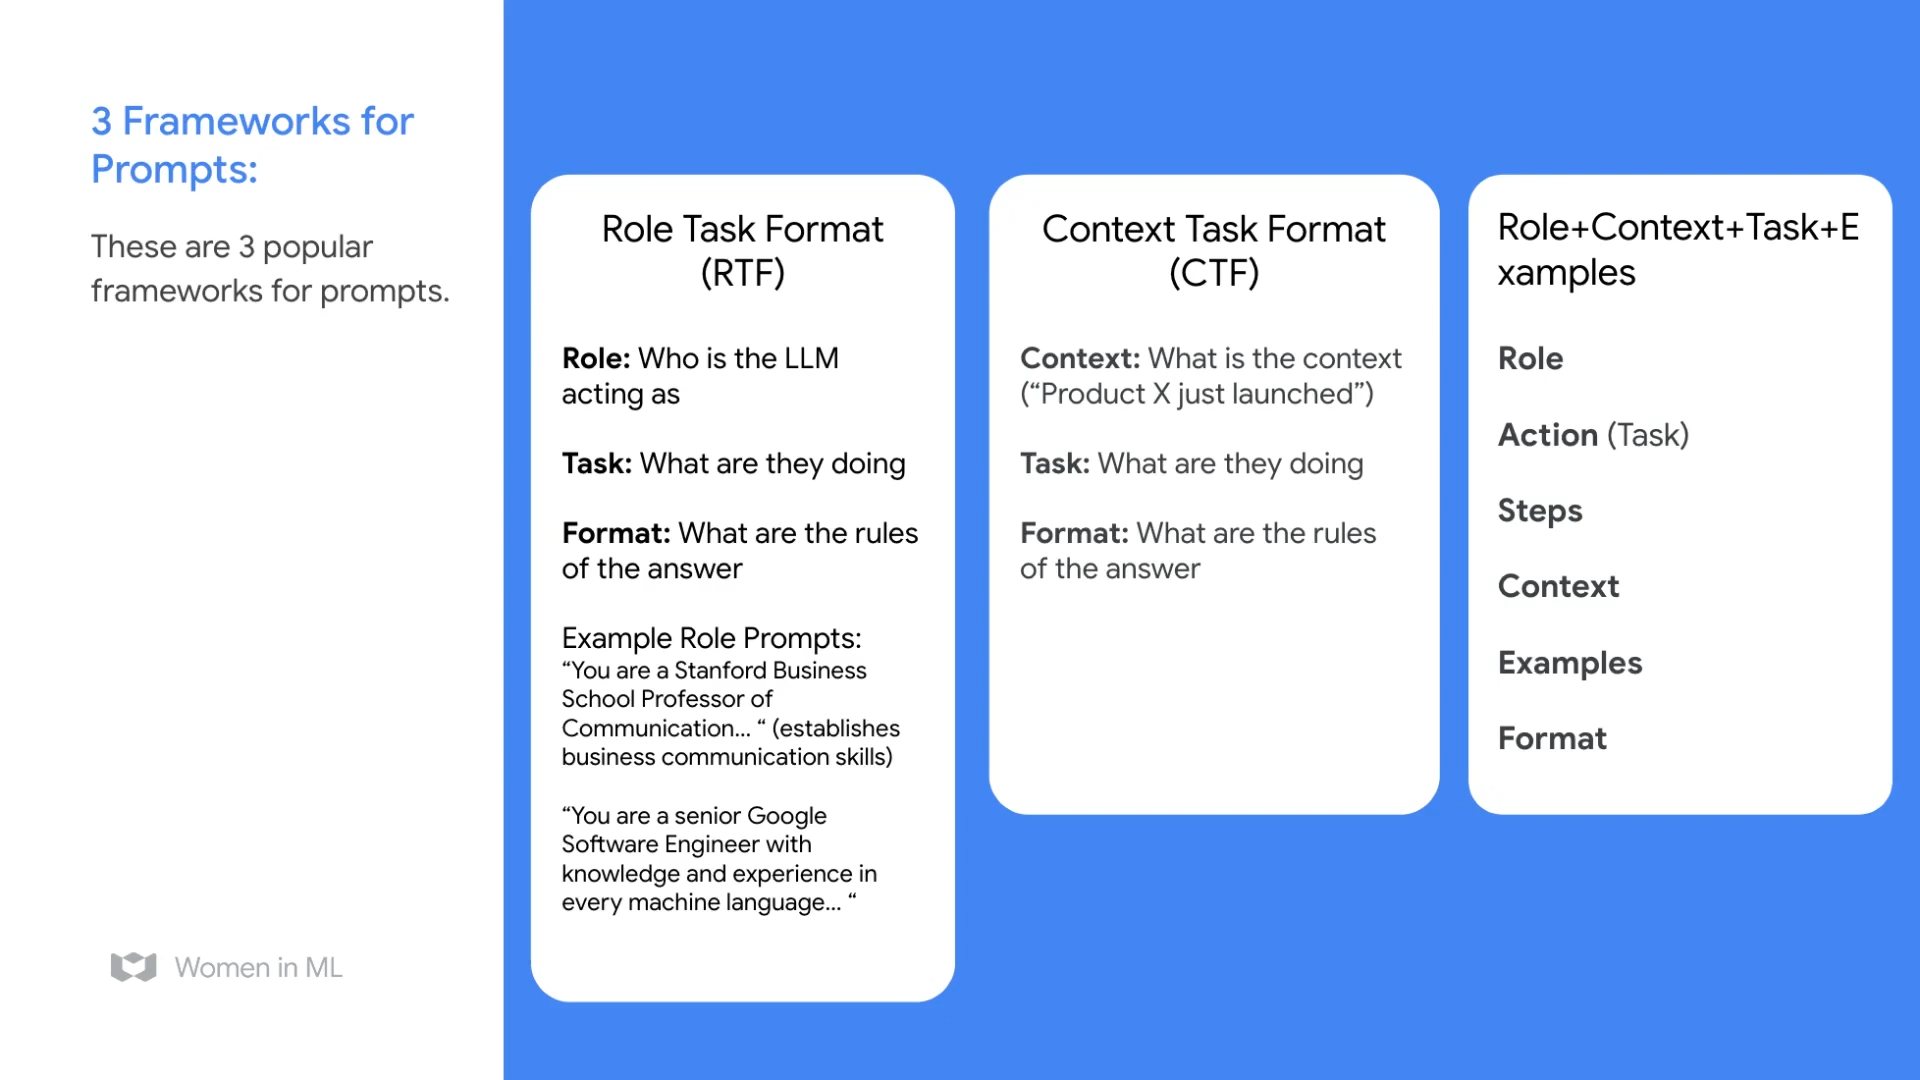 3 Frameworks for
Prompts:
These are 3 popular
frameworks for prompts.
Women in ML
Role Task Format
(RTF)
Role: Who is the LLM
acting as
Task: What are they doing
Format: What are the rules
of the answer
Example Role Prompts:
“You are a Stanford Business
School Professor of
Communication... “ (establishes
business communication skills)
“You are a senior Google
Software Engineer with
knowledge and experience in
every machine language... “
Context Task Format
(CTF)
Context: What is the context
(“Product X just launched”)
Task: What are they doing
Format: What are the rules
of the answer
Role+Context+Task+E
xamples
Role
Action (Task)
Steps
Context
Examples
Format